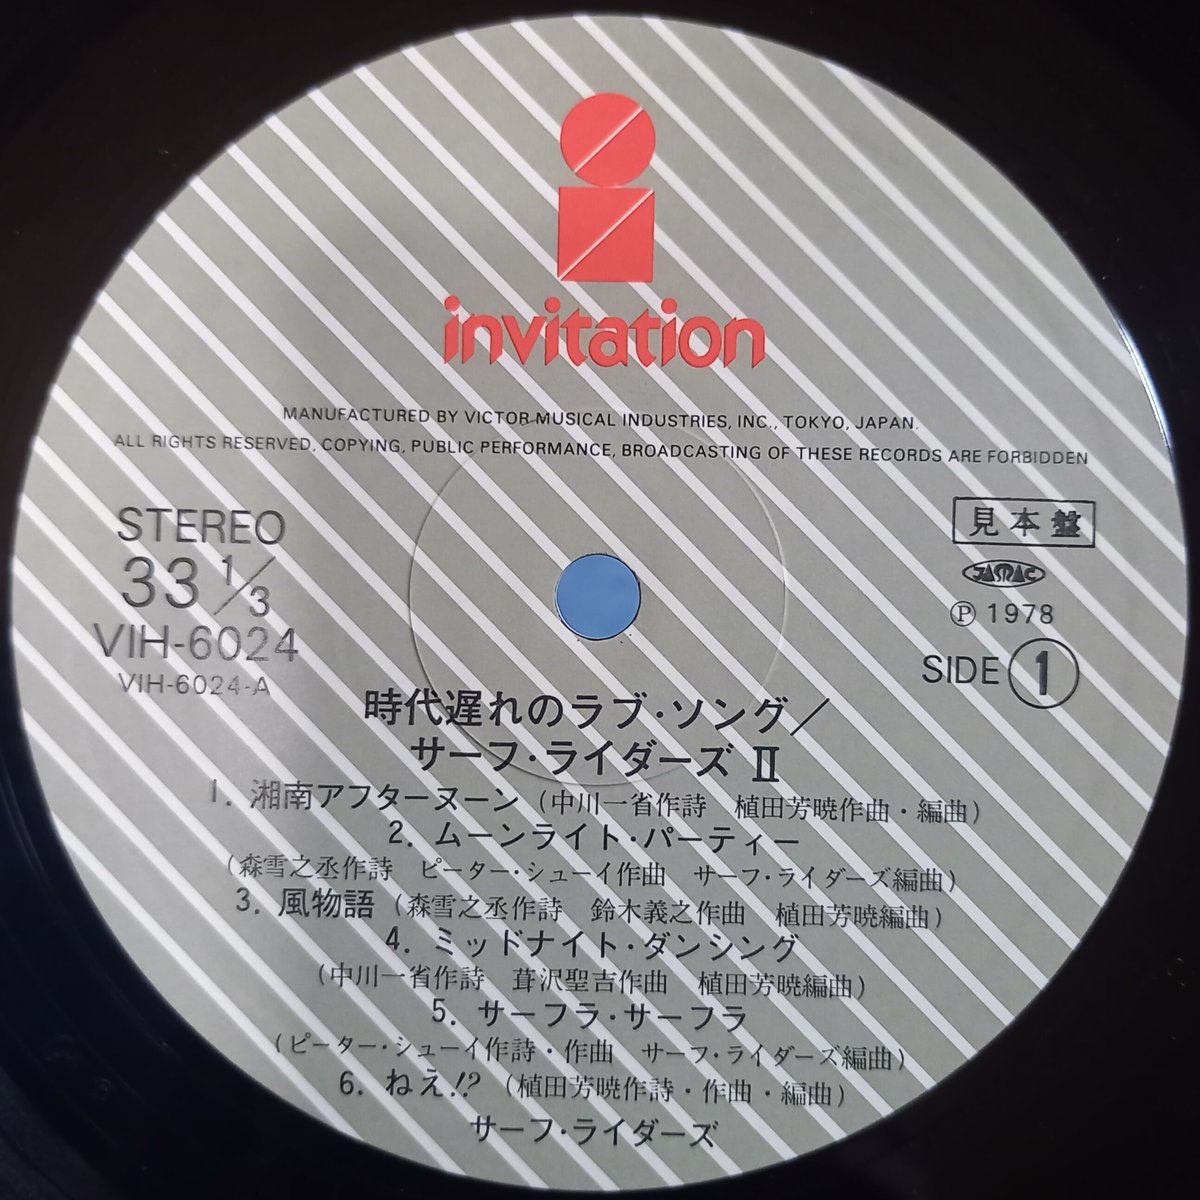 invitation
MANUFACTURED BY VICTOR MUSICAL INDUSTRIES, INC., TOKYO, JAPAN.
ALL RIGHTS RESERVED, COPYING, PUBLIC PERFORMANCE, BROADCASTING OF THESE RECORDS ARE FORBIDDEN
STEREO
33 1/3
VIH-6024
VIH-6024-A
見本盤
JASRAC
Ⓟ 1978
SIDE 1
時代遅れのラブ・ソング/
サーフ・ライダーズ Ⅱ
1. 湘南アフターヌーン (中川一省作詩 植田芳暁作曲・編曲)
2. ムーンライト・パーティー
(森雪之丞作詩 ピーター・シューイ作曲 サーフ・ライダーズ編曲)
3. 風物語 (森雪之丞作詩 鈴木義之作曲 植田芳暁編曲)
4. ミッドナイト・ダンシング
(中川一省作詩 葺沢聖吉作曲 植田芳暁編曲)
5. サーフラ・サーフラ
(ピーター・シューイ作詩・作曲 サーフ・ライダーズ編曲)
6. ねえ!? (植田芳暁作詩・作曲・編曲)
サーフ・ライダーズ